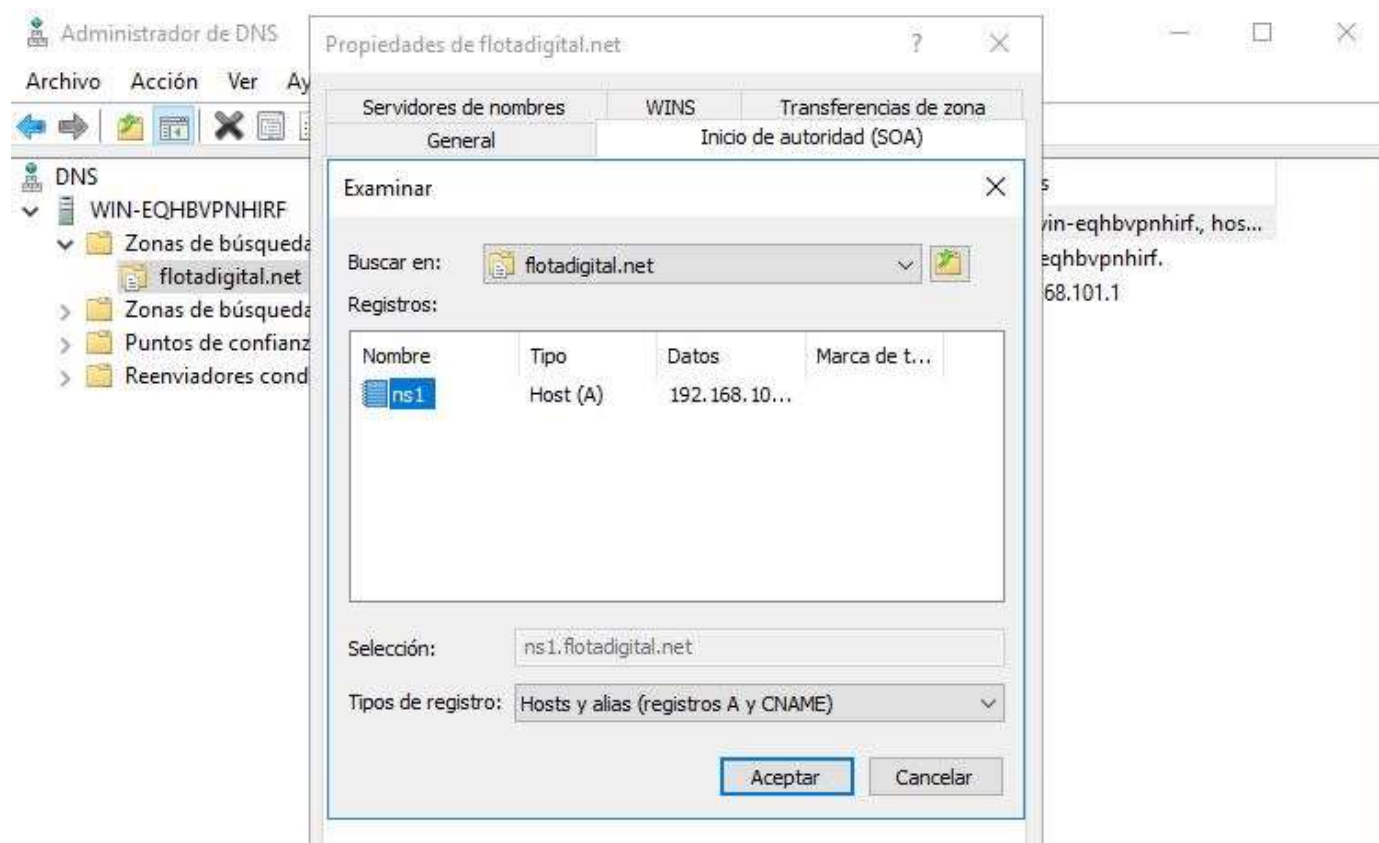 Administrador de DNS
Archivo Acción Ver Ay
DNS
WIN-EQHBVPNHIRF
Zonas de búsqueda
flotadigital.net
Zonas de búsqueda
Puntos de confianz
Reenviadores cond
Propiedades de flotadigital.net
Servidores de nombres WINS Transferencias de zona
General Inicio de autoridad (SOA)
Examinar
Buscar en: flotadigital.net
Registros:
Nombre Tipo Datos Marca de t...
ns1 Host (A) 192.168.10...
Selección: ns1.flotadigital.net
Tipos de registro: Hosts y alias (registros A y CNAME)
Aceptar Cancelar
s
vin-eqhbvpnhirf., hos...
eqhbvpnhirf.
68.101.1